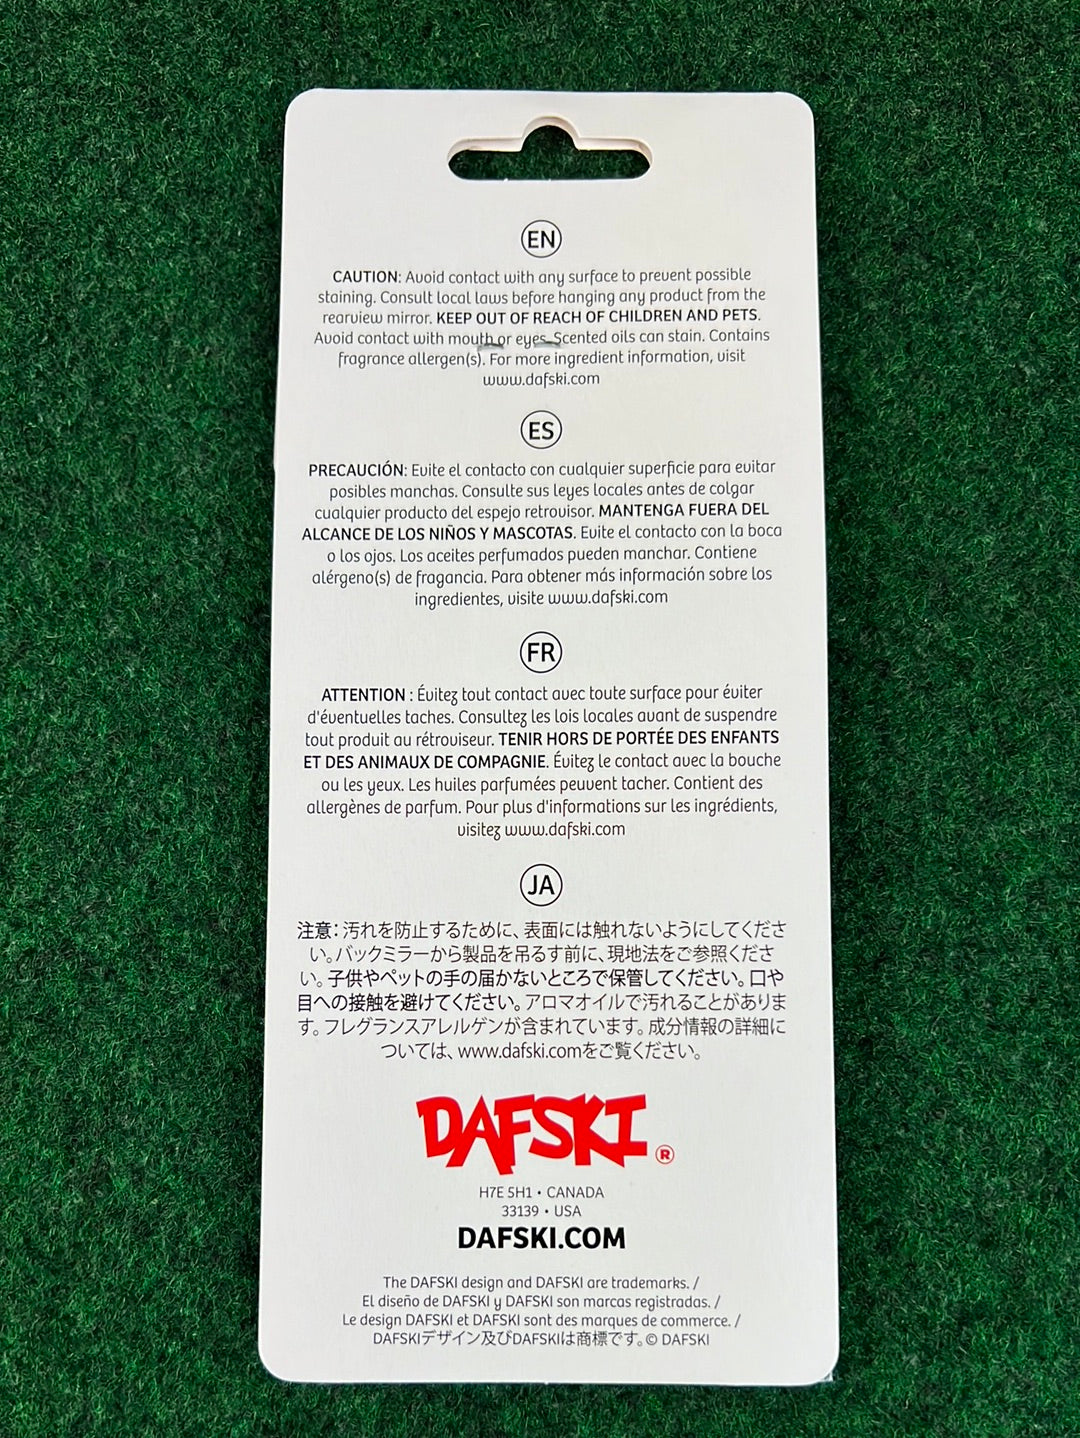 EN
CAUTION: Avoid contact with any surface to prevent possible
staining. Consult local laws before hanging any product from the
rearview mirror. KEEP OUT OF REACH OF CHILDREN AND PETS.
Avoid contact with mouth or eyes. Scented oils can stain. Contains
fragrance allergen(s). For more ingredient information, visit
www.dafski.com
ES
PRECAUCIÓN: Evite el contacto con cualquier superficie para evitar
posibles manchas. Consulte sus leyes locales antes de colgar
cualquier producto del espejo retrovisor. MANTENGA FUERA DEL
ALCANCE DE LOS NIÑOS Y MASCOTAS. Evite el contacto con la boca
o los ojos. Los aceites perfumados pueden manchar. Contiene
alérgeno(s) de fragancia. Para obtener más información sobre los
ingredientes, visite www.dafski.com
FR
ATTENTION : Évitez tout contact avec toute surface pour éviter
d'éventuelles taches. Consultez les lois locales avant de suspendre
tout produit au rétroviseur. TENIR HORS DE PORTÉE DES ENFANTS
ET DES ANIMAUX DE COMPAGNIE. Évitez le contact avec la bouche
ou les yeux. Les huiles parfumées peuvent tacher. Contient des
allergènes de parfum. Pour plus d'informations sur les ingrédients,
visitez www.dafski.com
JA
注意：汚れを防止するために、表面には触れないようにしてくださ
い。バックミラーから製品を吊るす前に、現地法をご参照くださ
い。子供やペットの手の届かないところで保管してください。口や
目への接触を避けてください。アロマオイルで汚れることがありま
す。フレグランスアレルゲンが含まれています。成分情報の詳細に
ついては、www.dafski.comをご覧ください。
DAFSKI ®
H7E 5H1 • CANADA
33139 • USA
DAFSKI.COM
The DAFSKI design and DAFSKI are trademarks. /
El diseño de DAFSKI y DAFSKI son marcas registradas. /
Le design DAFSKI et DAFSKI sont des marques de commerce. /
DAFSKIデザイン及びDAFSKIは商標です。© DAFSKI